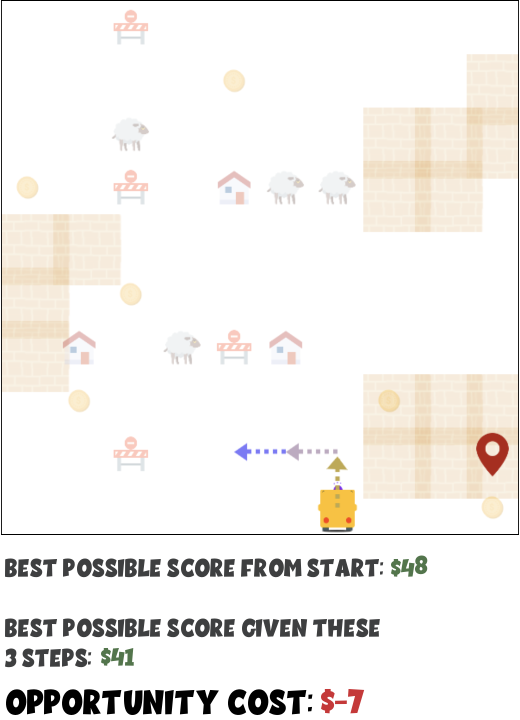 BEST POSSIBLE SCORE FROM START: $48
BEST POSSIBLE SCORE GIVEN THESE
3 STEPS: $41
OPPORTUNITY COST: $-7